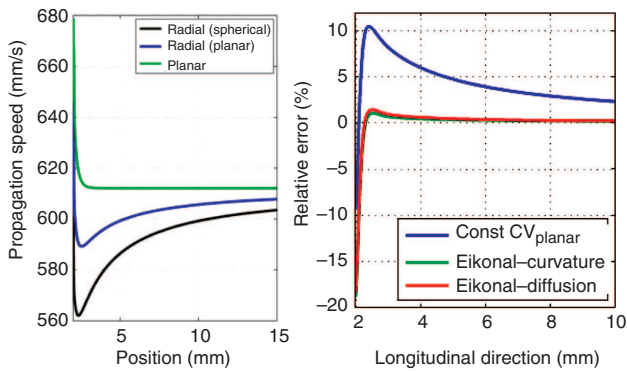 680
660
640
620
600
580
560
Propagation speed (mm/s)
Radial (spherical)
Radial (planar)
Planar
5
10
15
Position (mm)
10
5
0
−5
−10
−15
−20
Relative error (%)
Const CVplanar
Eikonal–curvature
Eikonal–diffusion
2
4
6
8
10
Longitudinal direction (mm)